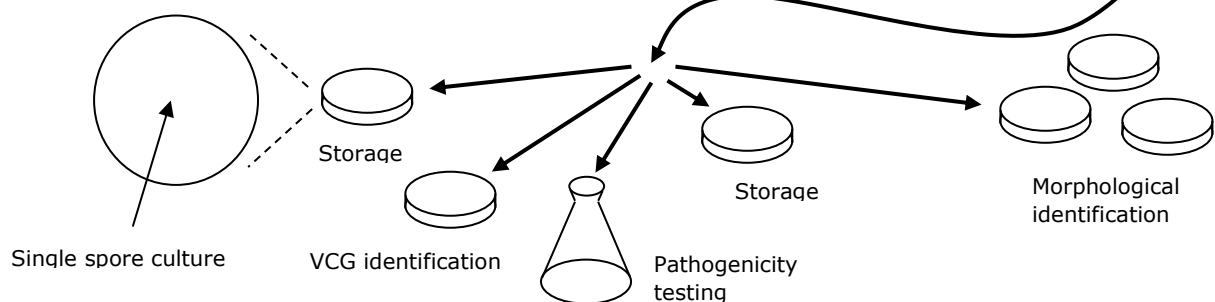 Storage
Storage
Morphological
identification
Single spore culture
VCG identification
Pathogenicity
testing